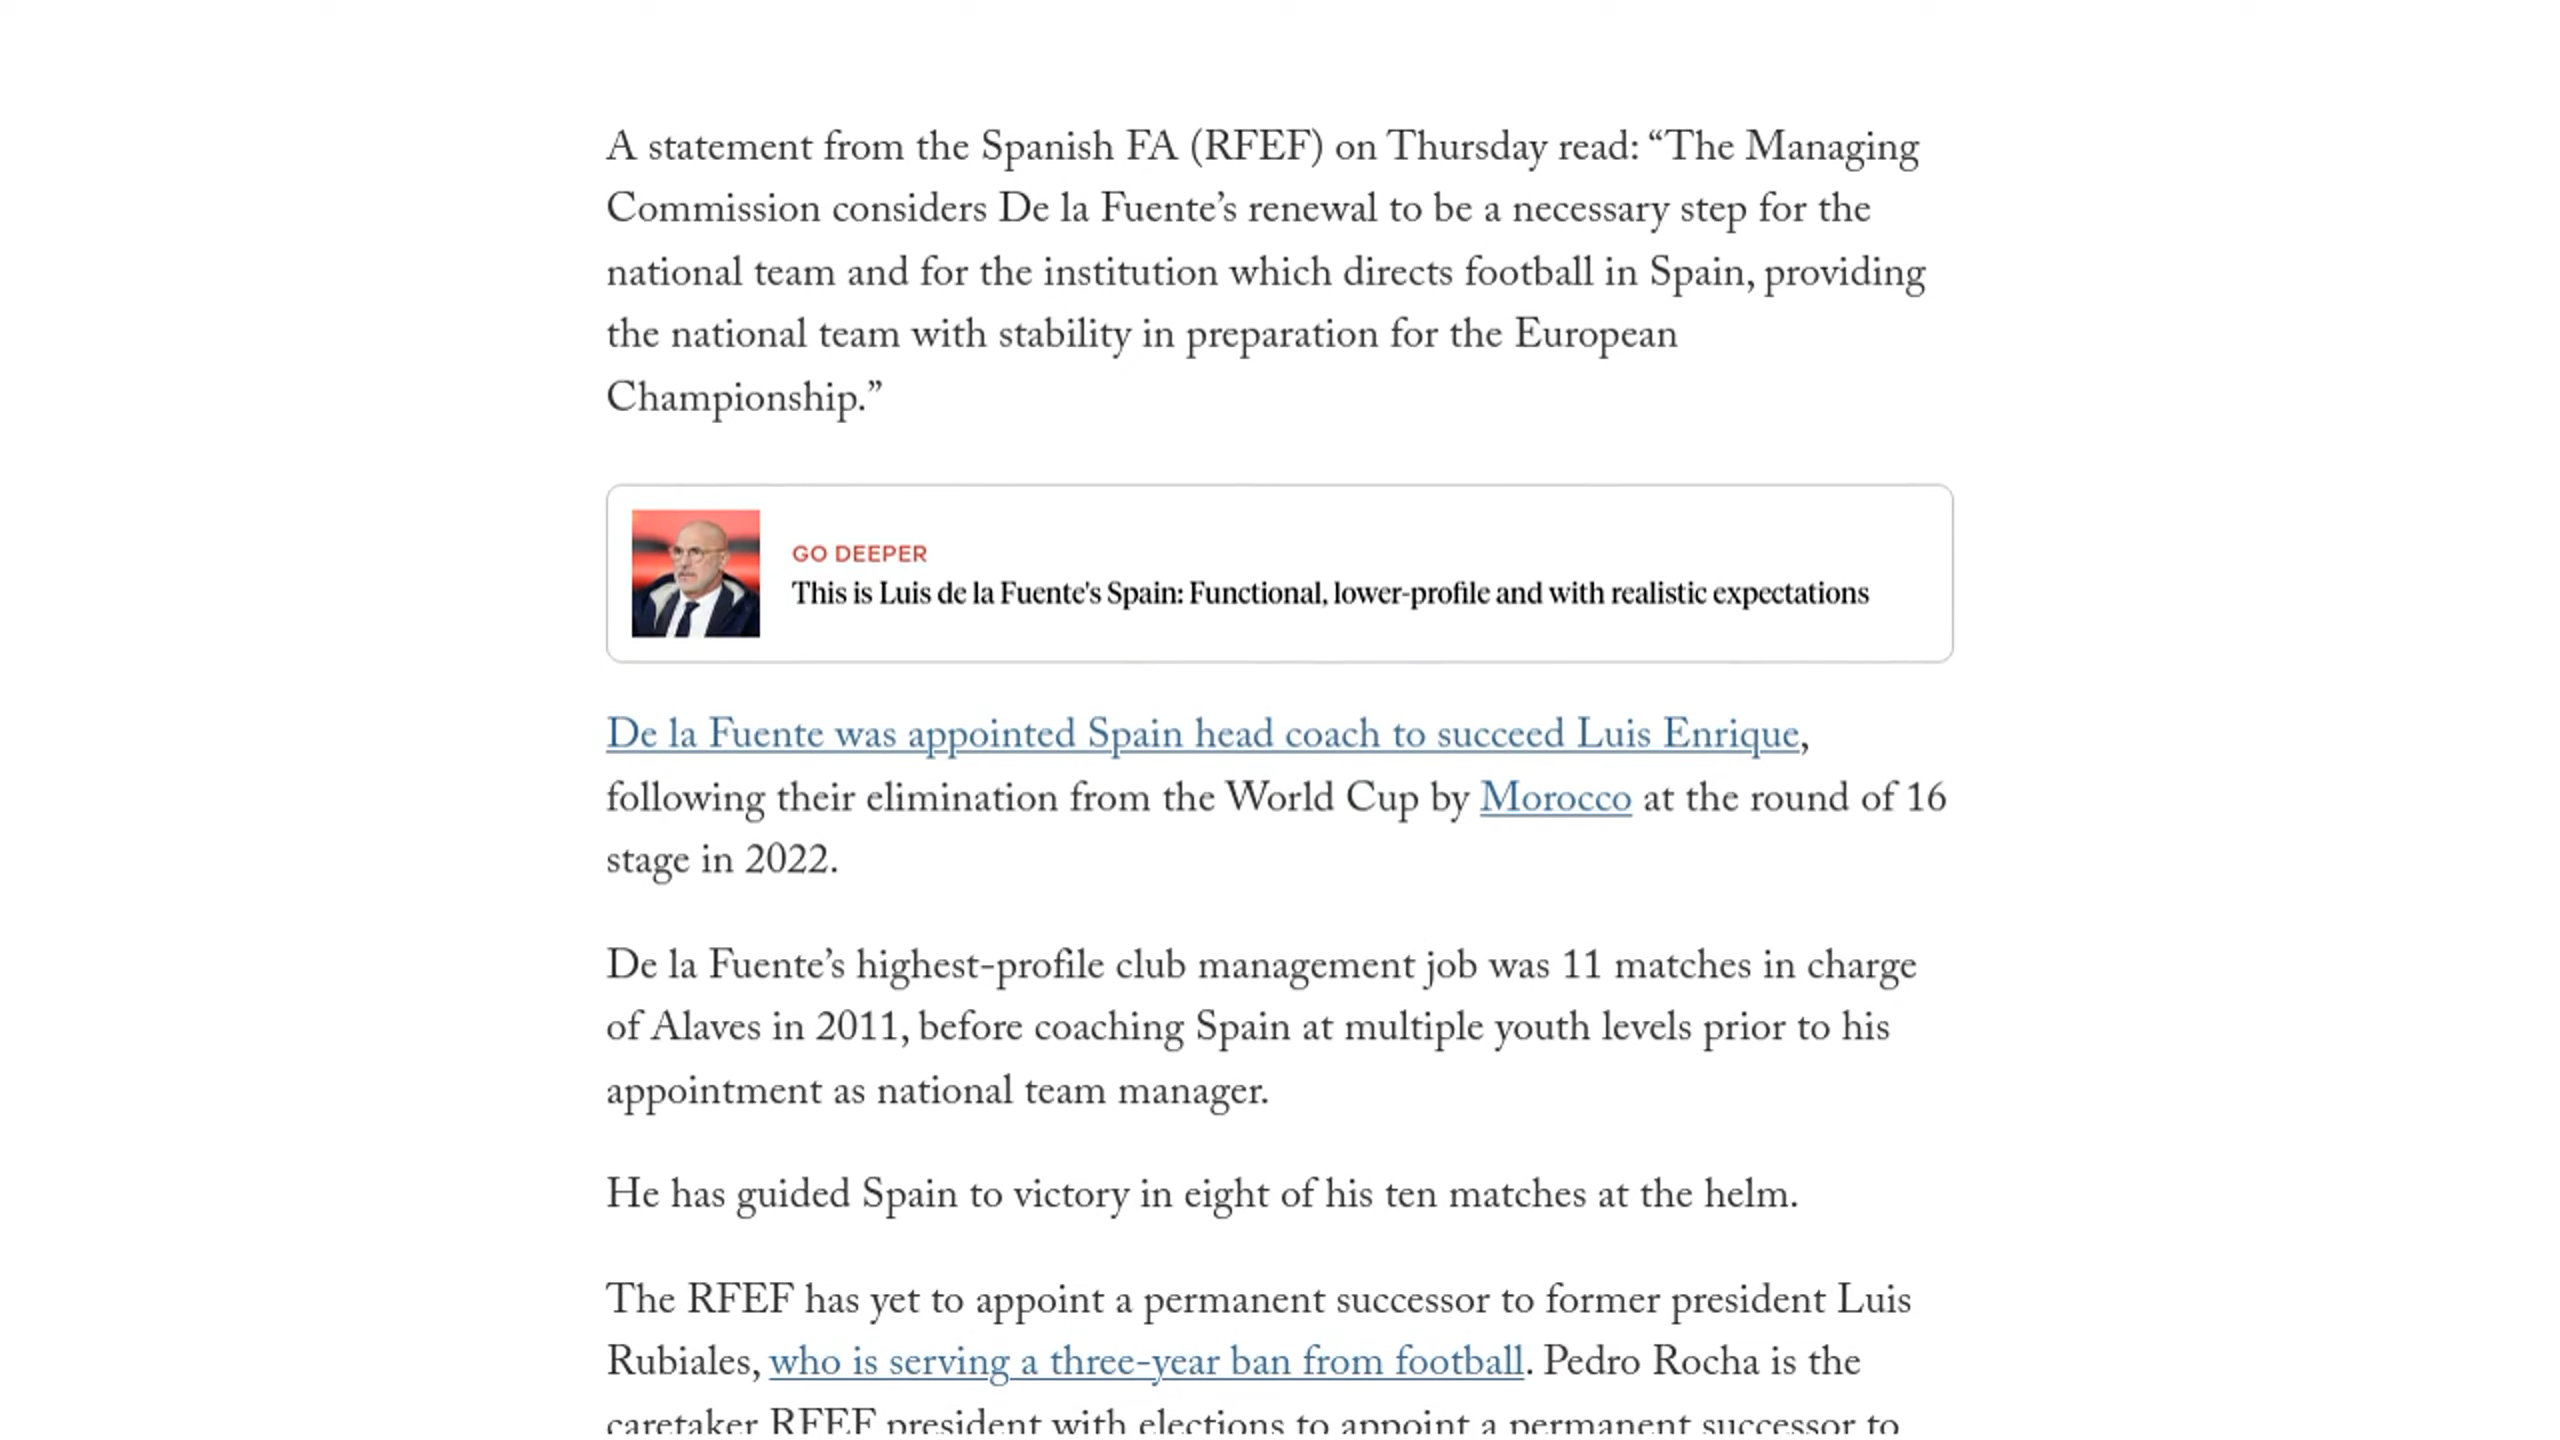 A statement from the Spanish FA (RFEF) on Thursday read: “The Managing
Commission considers De la Fuente’s renewal to be a necessary step for the
national team and for the institution which directs football in Spain, providing
the national team with stability in preparation for the European
Championship.”
GO DEEPER
This is Luis de la Fuente's Spain: Functional, lower-profile and with realistic expectations
De la Fuente was appointed Spain head coach to succeed Luis Enrique,
following their elimination from the World Cup by Morocco at the round of 16
stage in 2022.
De la Fuente’s highest-profile club management job was 11 matches in charge
of Alaves in 2011, before coaching Spain at multiple youth levels prior to his
appointment as national team manager.
He has guided Spain to victory in eight of his ten matches at the helm.
The RFEF has yet to appoint a permanent successor to former president Luis
Rubiales, who is serving a three-year ban from football. Pedro Rocha is the
caretaker RFEF president with elections to appoint a permanent successor to